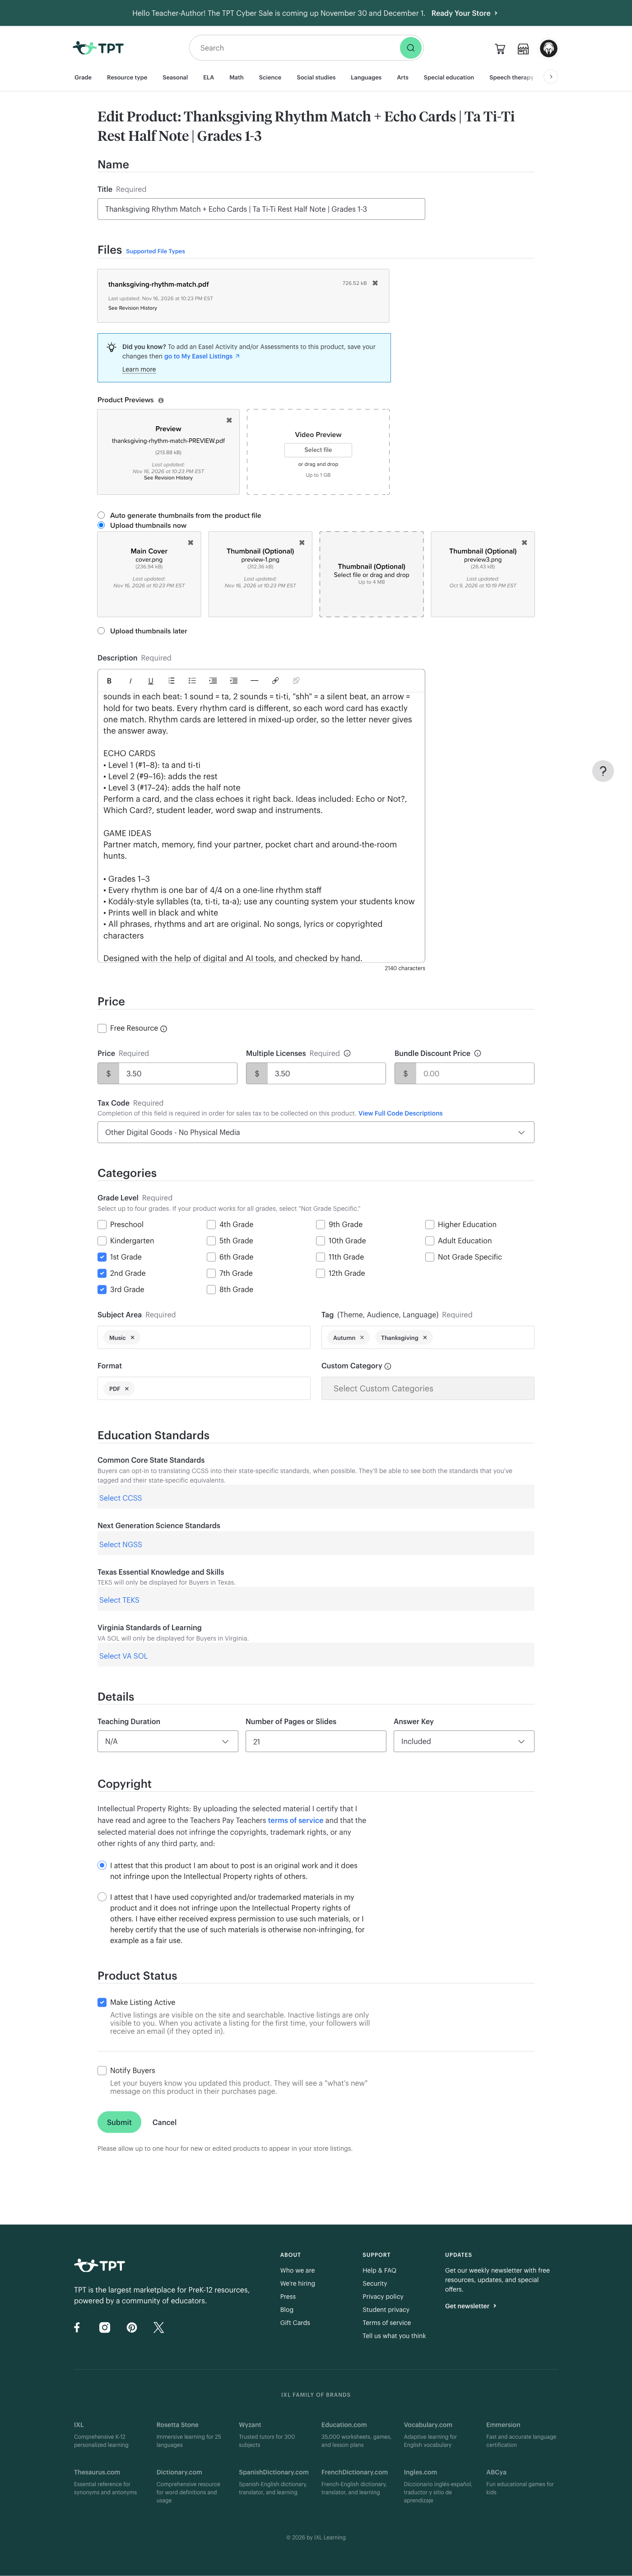 Hello Teacher-Author! The TPT Cyber Sale is coming up November 30 and December 1. Ready Your Store
TPT
Search
Grade Resource type Seasonal ELA Math Science Social studies Languages Arts Special education Speech therapy
Edit Product: Thanksgiving Rhythm Match + Echo Cards | Ta Ti-Ti
Rest Half Note | Grades 1-3
Name
Title Required
Thanksgiving Rhythm Match + Echo Cards | Ta Ti-Ti Rest Half Note | Grades 1-3
Files Supported File Types
thanksgiving-rhythm-match.pdf
726.52 kB
Last updated: Nov 16, 2026 at 10:23 PM EST
See Revision History
Did you know? To add an Easel Activity and/or Assessments to this product, save your
changes then go to My Easel Listings
Learn more
Product Previews
Preview
thanksgiving-rhythm-match-PREVIEW.pdf
(213.88 kB)
Last updated:
Nov 16, 2026 at 10:23 PM EST
See Revision History
Video Preview
Select file
or drag and drop
Up to 1 GB
Auto generate thumbnails from the product file
Upload thumbnails now
Main Cover
cover.png
(236.94 kB)
Last updated:
Nov 16, 2026 at 10:23 PM EST
Thumbnail (Optional)
preview-1.png
(312.36 kB)
Last updated:
Nov 16, 2026 at 10:23 PM EST
Thumbnail (Optional)
Select file or drag and drop
Up to 4 MB
Thumbnail (Optional)
preview3.png
(26.43 kB)
Last updated:
Oct 9, 2026 at 10:19 PM EST
Upload thumbnails later
Description Required
B I U
sounds in each beat: 1 sound = ta, 2 sounds = ti-ti, "shh" = a silent beat, an arrow =
hold for two beats. Every rhythm card is different, so each word card has exactly
one match. Rhythm cards are lettered in mixed-up order, so the letter never gives
the answer away.
ECHO CARDS
• Level 1 (#1–8): ta and ti-ti
• Level 2 (#9–16): adds the rest
• Level 3 (#17–24): adds the half note
Perform a card, and the class echoes it right back. Ideas included: Echo or Not?,
Which Card?, student leader, word swap and instruments.
GAME IDEAS
Partner match, memory, find your partner, pocket chart and around-the-room
hunts.
• Grades 1–3
• Every rhythm is one bar of 4/4 on a one-line rhythm staff
• Kodály-style syllables (ta, ti-ti, ta-a); use any counting system your students know
• Prints well in black and white
• All phrases, rhythms and art are original. No songs, lyrics or copyrighted
characters
Designed with the help of digital and AI tools, and checked by hand.
2140 characters
Price
Free Resource
Price Required
$ 3.50
Multiple Licenses Required
$ 3.50
Bundle Discount Price
$ 0.00
Tax Code Required
Completion of this field is required in order for sales tax to be collected on this product. View Full Code Descriptions
Other Digital Goods - No Physical Media
Categories
Grade Level Required
Select up to four grades. If your product works for all grades, select "Not Grade Specific."
Preschool 4th Grade 9th Grade Higher Education
Kindergarten 5th Grade 10th Grade Adult Education
1st Grade 6th Grade 11th Grade Not Grade Specific
2nd Grade 7th Grade 12th Grade
3rd Grade 8th Grade
Subject Area Required
Music
Tag (Theme, Audience, Language) Required
Autumn Thanksgiving
Format
PDF
Custom Category
Select Custom Categories
Education Standards
Common Core State Standards
Buyers can opt-in to translating CCSS into their state-specific standards, when possible. They'll be able to see both the standards that you've
tagged and their state-specific equivalents.
Select CCSS
Next Generation Science Standards
Select NGSS
Texas Essential Knowledge and Skills
TEKS will only be displayed for Buyers in Texas.
Select TEKS
Virginia Standards of Learning
VA SOL will only be displayed for Buyers in Virginia.
Select VA SOL
Details
Teaching Duration
N/A
Number of Pages or Slides
21
Answer Key
Included
Copyright
Intellectual Property Rights: By uploading the selected material I certify that I
have read and agree to the Teachers Pay Teachers terms of service and that the
selected material does not infringe the copyrights, trademark rights, or any
other rights of any third party, and:
I attest that this product I am about to post is an original work and it does
not infringe upon the Intellectual Property rights of others.
I attest that I have used copyrighted and/or trademarked materials in my
product and it does not infringe upon the Intellectual Property rights of
others. I have either received express permission to use such materials, or I
hereby certify that the use of such materials is otherwise non-infringing, for
example as a fair use.
Product Status
Make Listing Active
Active listings are visible on the site and searchable. Inactive listings are only
visible to you. When you activate a listing for the first time, your followers will
receive an email (if they opted in).
Notify Buyers
Let your buyers know you updated this product. They will see a "what's new"
message on this product in their purchases page.
Submit Cancel
Please allow up to one hour for new or edited products to appear in your store listings.
?
TPT
TPT is the largest marketplace for PreK-12 resources,
powered by a community of educators.
ABOUT
Who we are
We're hiring
Press
Blog
Gift Cards
SUPPORT
Help & FAQ
Security
Privacy policy
Student privacy
Terms of service
Tell us what you think
UPDATES
Get our weekly newsletter with free
resources, updates, and special
offers.
Get newsletter
IXL FAMILY OF BRANDS
IXL
Comprehensive K-12
personalized learning
Rosetta Stone
Immersive learning for 25
languages
Wyzant
Trusted tutors for 300
subjects
Education.com
35,000 worksheets, games,
and lesson plans
Vocabulary.com
Adaptive learning for
English vocabulary
Emmersion
Fast and accurate language
certification
Thesaurus.com
Essential reference for
synonyms and antonyms
Dictionary.com
Comprehensive resource
for word definitions and
usage
SpanishDictionary.com
Spanish-English dictionary,
translator, and learning
FrenchDictionary.com
French-English dictionary,
translator, and learning
Ingles.com
Diccionario inglés-español,
traductor y sitio de
aprendizaje
ABCya
Fun educational games for
kids
© 2026 by IXL Learning